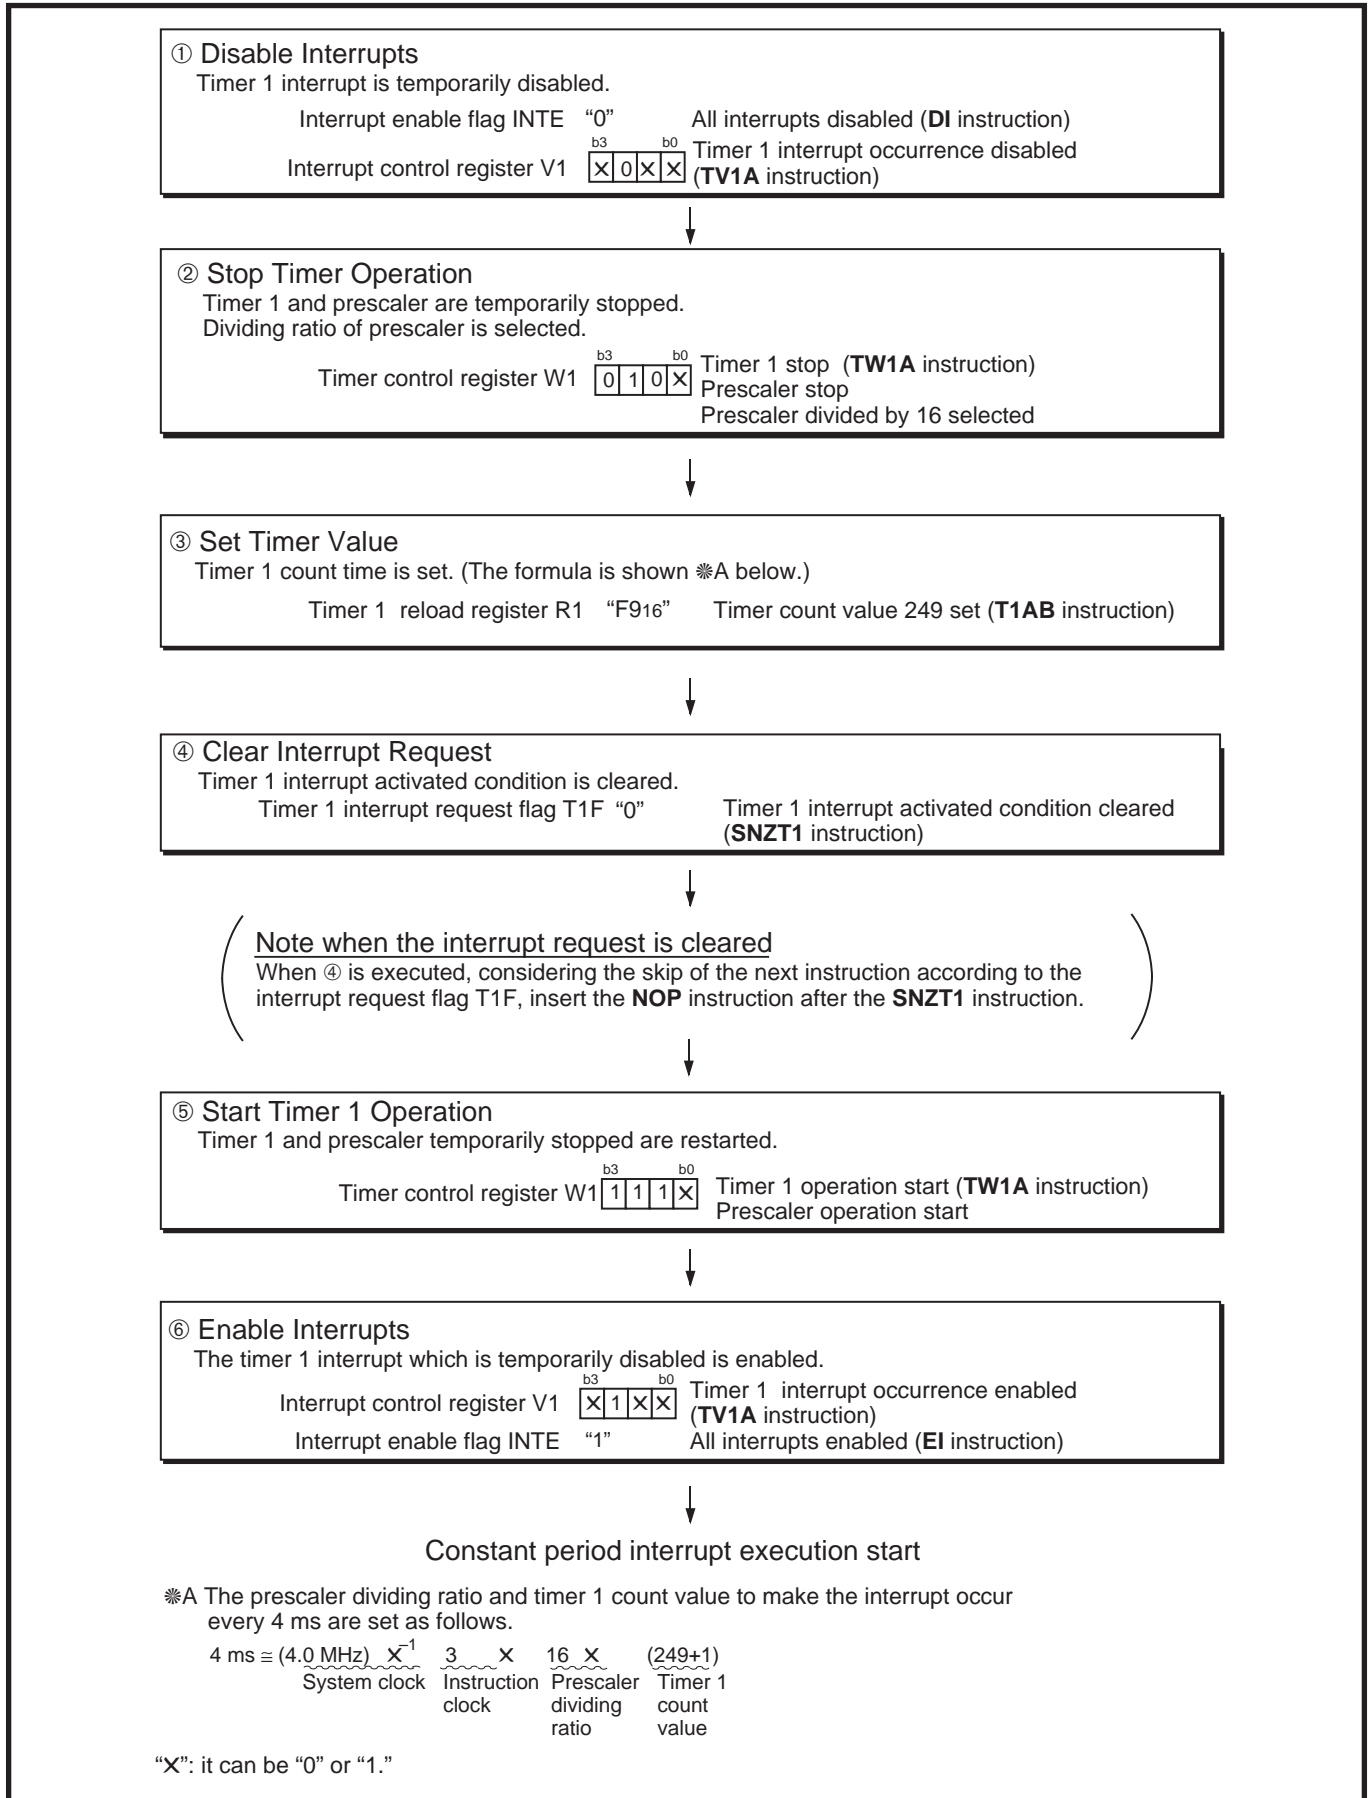 ① Disable Interrupts
Timer 1 interrupt is temporarily disabled.
Interrupt enable flag INTE “0” All interrupts disabled (DI instruction)
b3 b0
Interrupt control register V1 X 0 X X Timer 1 interrupt occurrence disabled
(TV1A instruction)
② Stop Timer Operation
Timer 1 and prescaler are temporarily stopped.
Dividing ratio of prescaler is selected.
b3 b0
Timer control register W1 0 1 0 X Timer 1 stop (TW1A instruction)
Prescaler stop
Prescaler divided by 16 selected
③ Set Timer Value
Timer 1 count time is set. (The formula is shown ※A below.)
Timer 1 reload register R1 “F916” Timer count value 249 set (T1AB instruction)
④ Clear Interrupt Request
Timer 1 interrupt activated condition is cleared.
Timer 1 interrupt request flag T1F “0” Timer 1 interrupt activated condition cleared
(SNZT1 instruction)
Note when the interrupt request is cleared
When ④ is executed, considering the skip of the next instruction according to the
interrupt request flag T1F, insert the NOP instruction after the SNZT1 instruction.
⑤ Start Timer 1 Operation
Timer 1 and prescaler temporarily stopped are restarted.
b3 b0
Timer control register W1 1 1 1 X Timer 1 operation start (TW1A instruction)
Prescaler operation start
⑥ Enable Interrupts
The timer 1 interrupt which is temporarily disabled is enabled.
b3 b0
Interrupt control register V1 X 1 X X Timer 1 interrupt occurrence enabled
(TV1A instruction)
Interrupt enable flag INTE “1” All interrupts enabled (EI instruction)
Constant period interrupt execution start
※A The prescaler dividing ratio and timer 1 count value to make the interrupt occur
every 4 ms are set as follows.
4 ms ≅ (4.0 MHz) X –1 3 X 16 X (249+1)
System clock Instruction Prescaler Timer 1
clock dividing count
ratio value
“X”: it can be “0” or “1.”